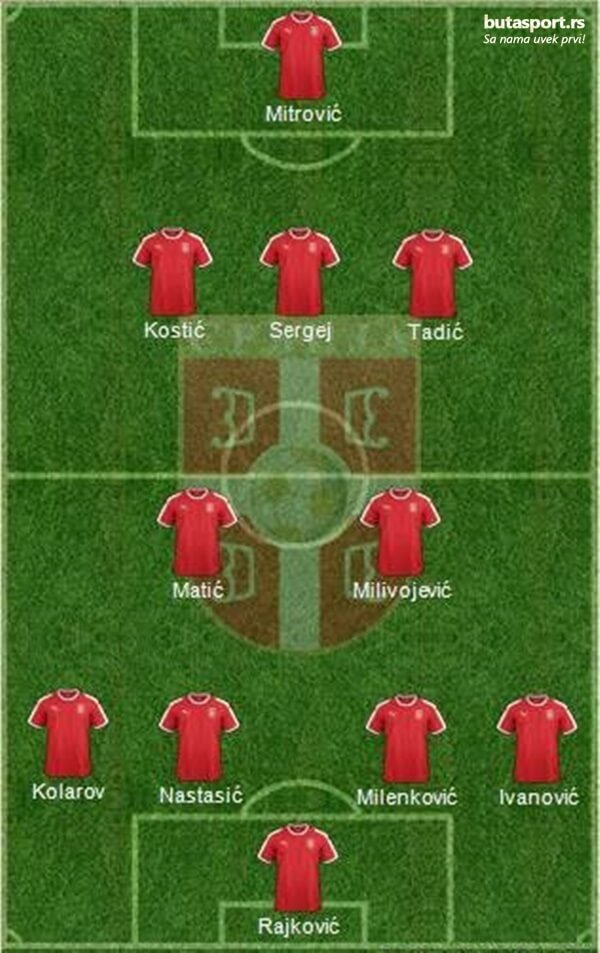 butasport.rs
Sa nama uvek prvi!
Mitrović
Kostić Sergej Tadić
Matić Milivojević
Kolarov Nastasić Milenković Ivanović
Rajković